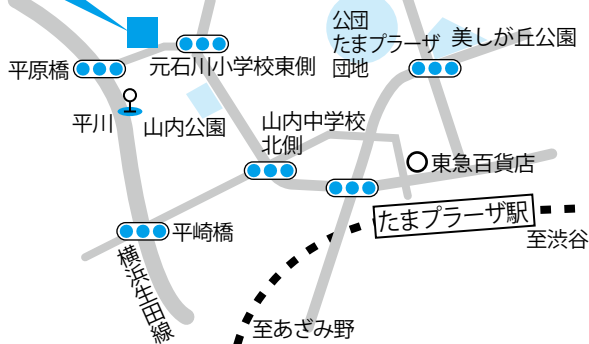 公団
たまプラーザ
団地
美しが丘公園
平原橋
元石川小学校東側
平川
山内公園
山内中学校
北側
東急百貨店
たまプラーザ駅
平崎橋
至渋谷
横浜生田線
至あざみ野